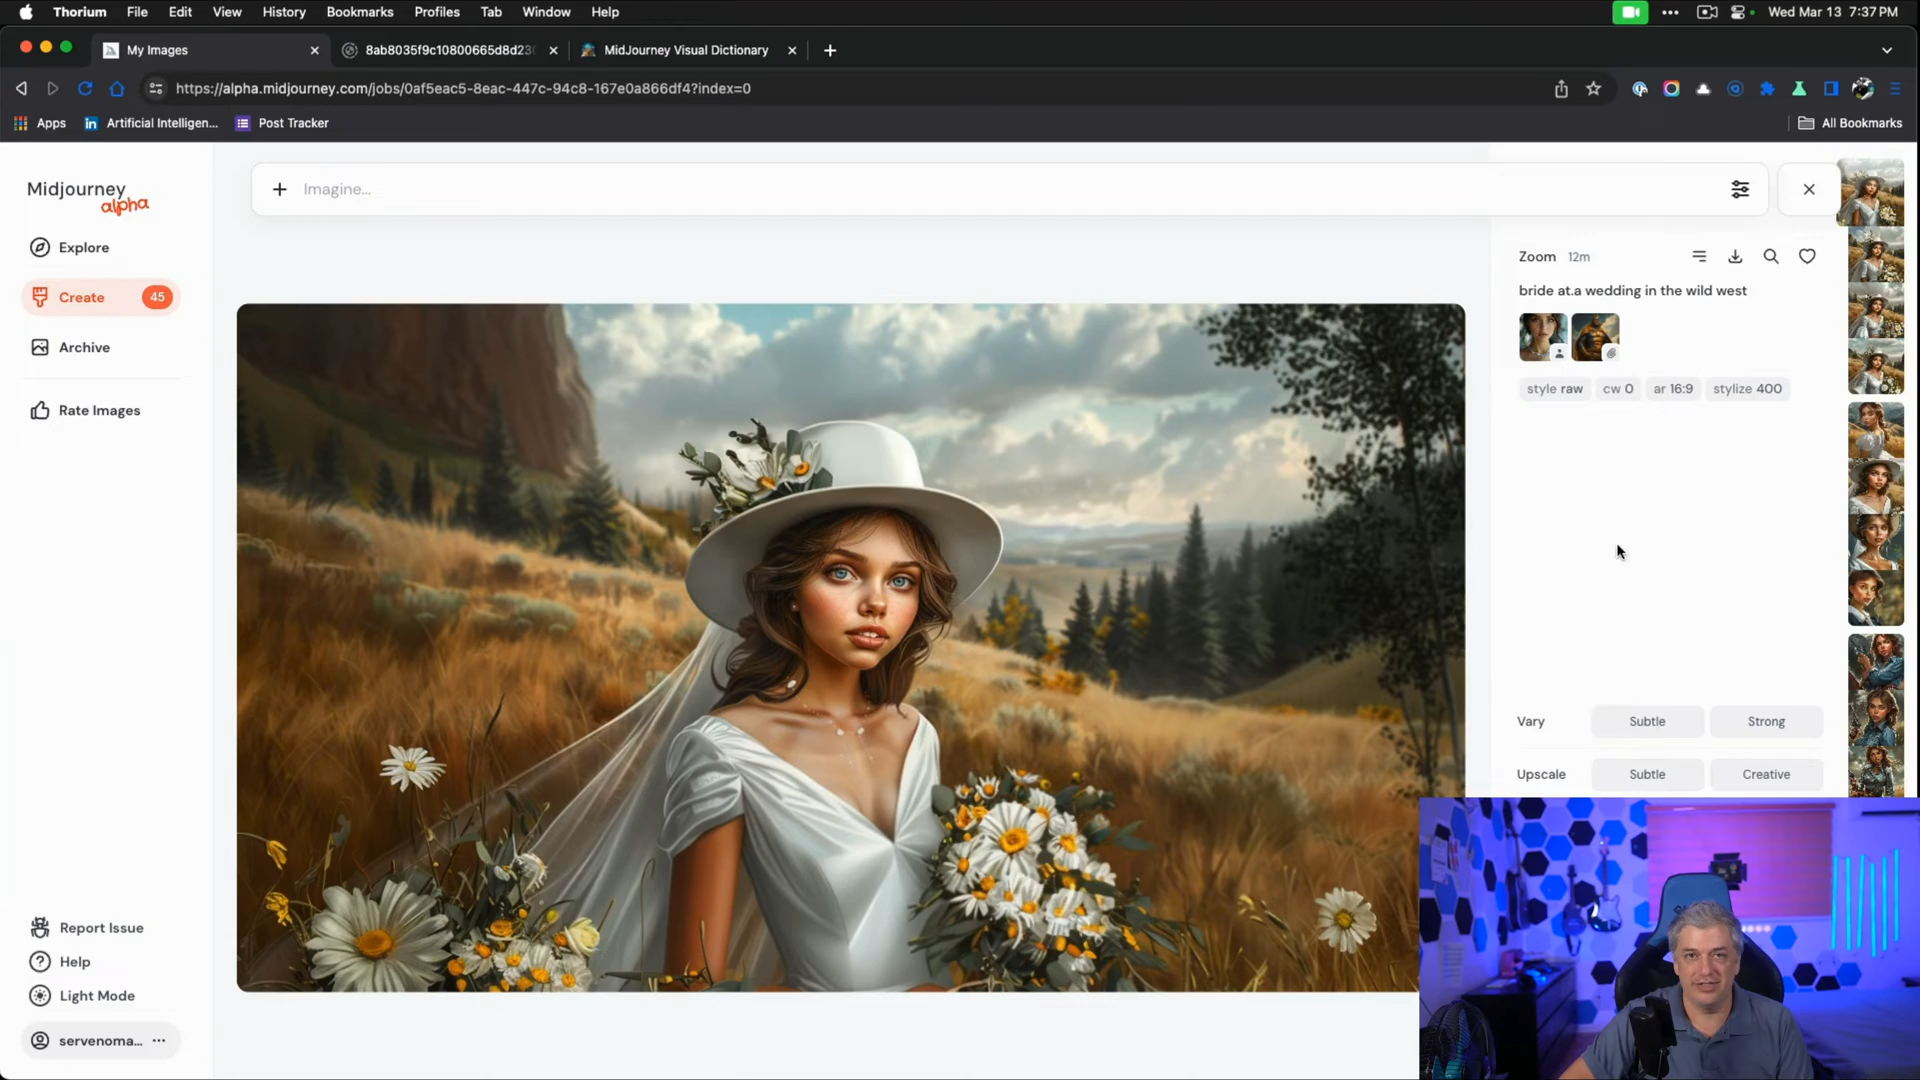 Thorium File Edit View History Bookmarks Profiles Tab Window Help Wed Mar 13 7:37 PM
My Images 8ab8035f9c10800665d8d23 MidJourney Visual Dictionary
https://alpha.midjourney.com/jobs/0af5eac5-8eac-447c-94c8-167e0a866df4?index=0
Apps Artificial Intelligen... Post Tracker All Bookmarks
Midjourney
alpha
Imagine...
Explore
Create 45
Archive
Rate Images
Zoom 12m
bride at.a wedding in the wild west
style raw cw 0 ar 16:9 stylize 400
Vary Subtle Strong
Upscale Subtle Creative
Report Issue
Help
Light Mode
servenoma... ...